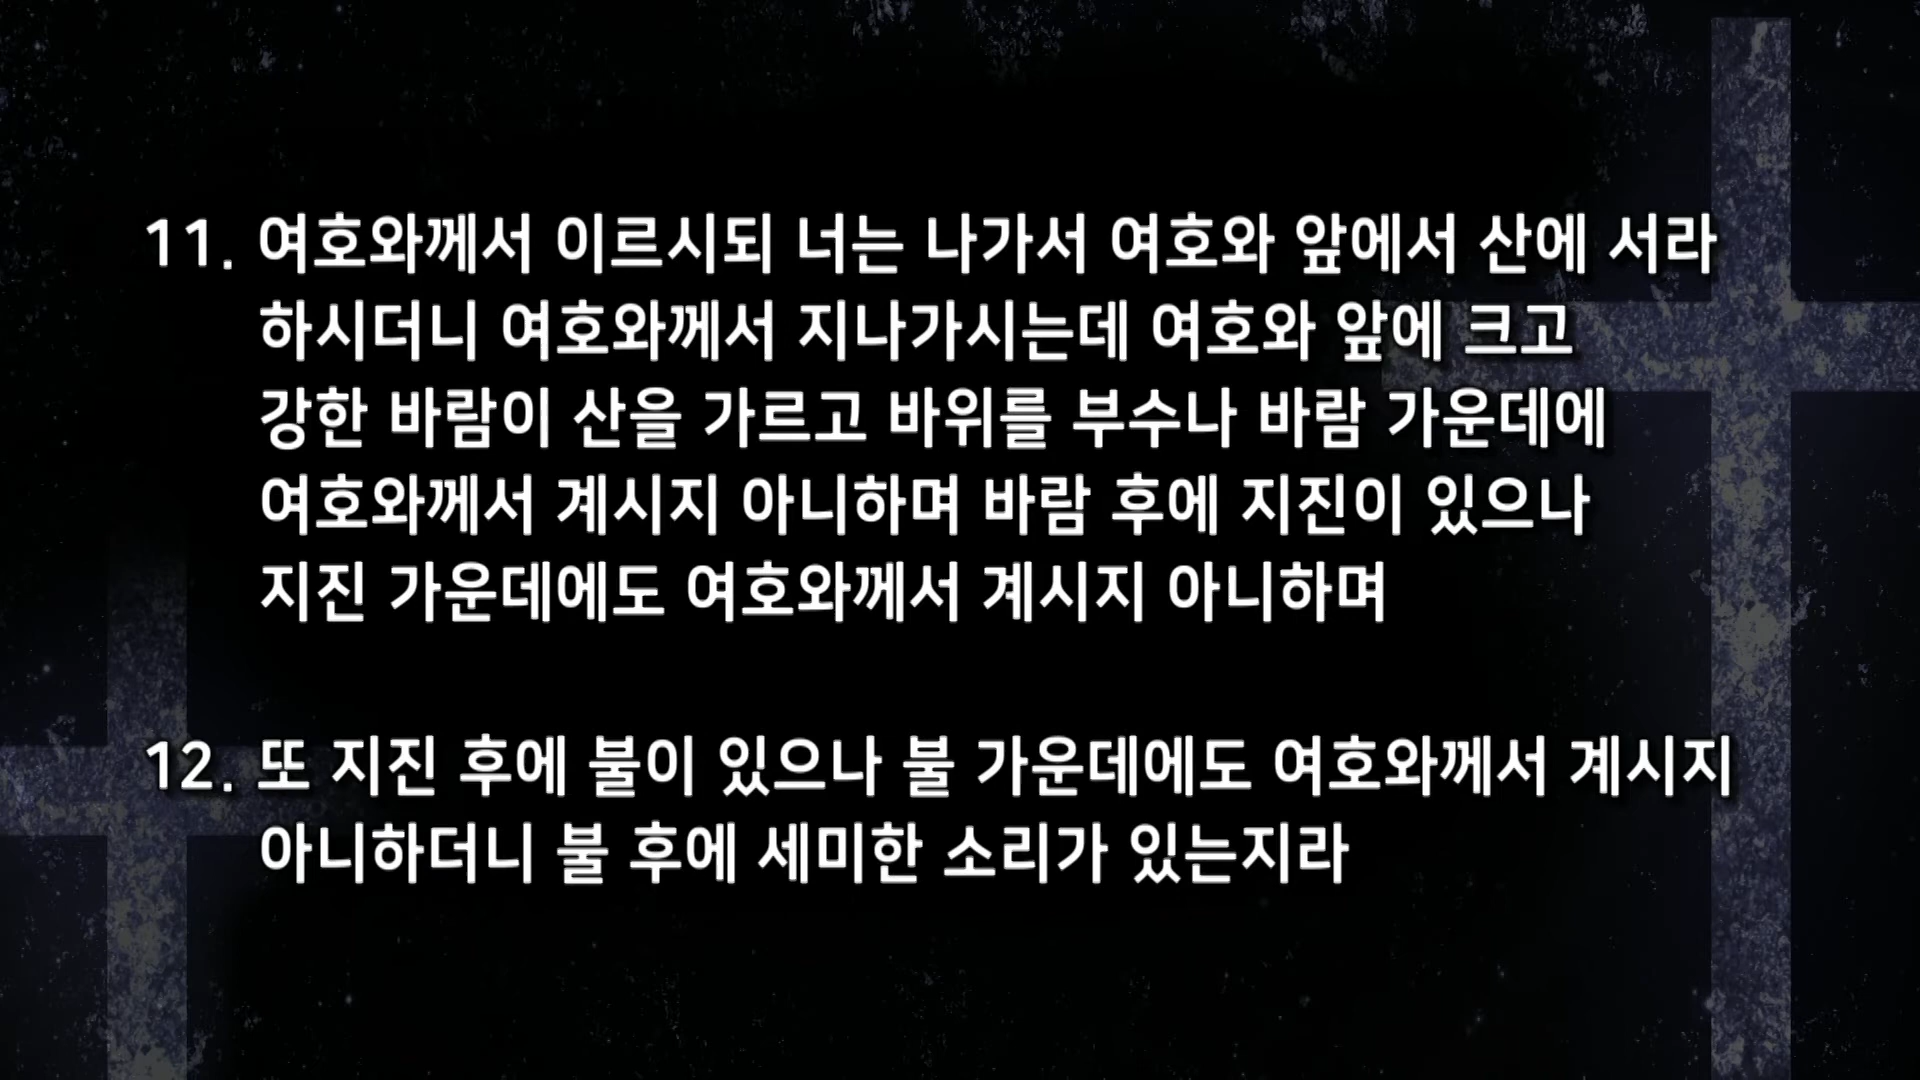 11. 여호와께서 이르시되 너는 나가서 여호와 앞에서 산에 서라
하시더니 여호와께서 지나가시는데 여호와 앞에 크고
강한 바람이 산을 가르고 바위를 부수나 바람 가운데에
여호와께서 계시지 아니하며 바람 후에 지진이 있으나
지진 가운데에도 여호와께서 계시지 아니하며
12. 또 지진 후에 불이 있으나 불 가운데에도 여호와께서 계시지
아니하더니 불 후에 세미한 소리가 있는지라